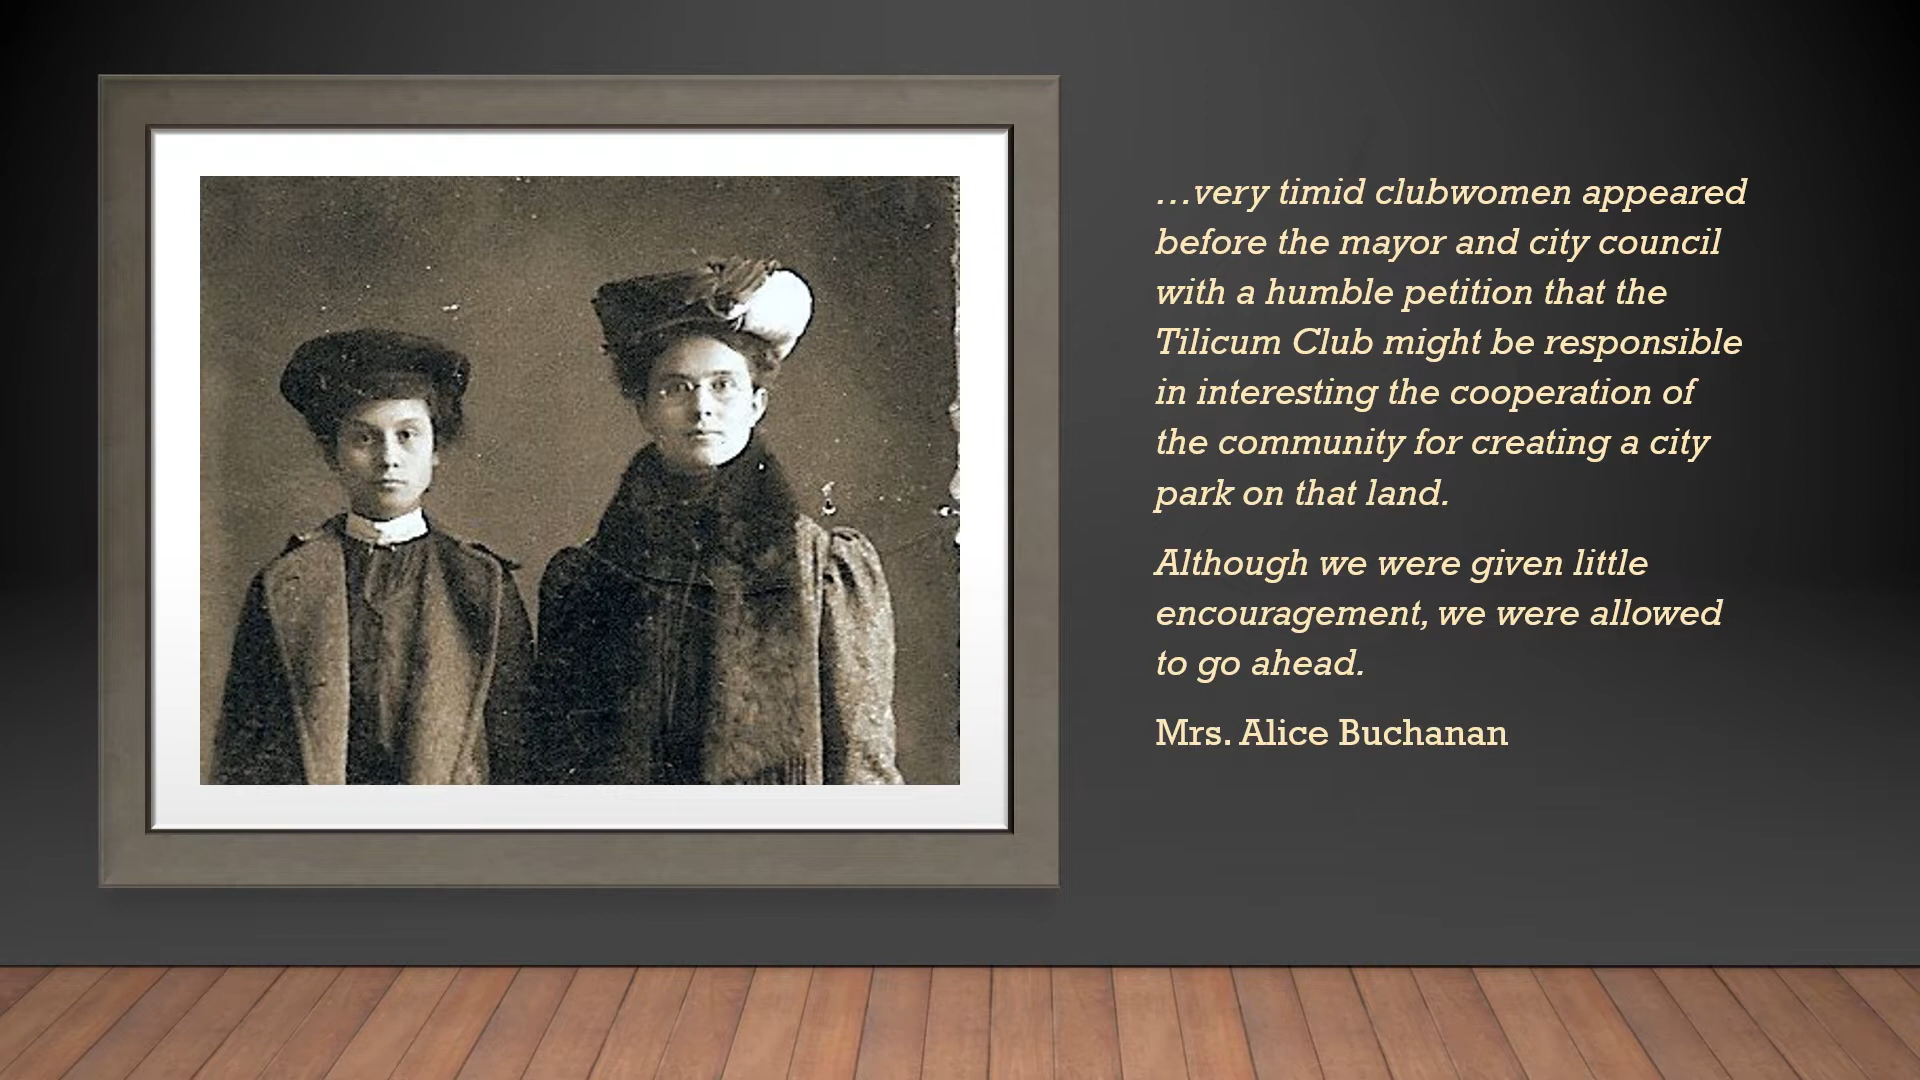 …very timid clubwomen appeared
before the mayor and city council
with a humble petition that the
Tilicum Club might be responsible
in interesting the cooperation of
the community for creating a city
park on that land.
Although we were given little
encouragement, we were allowed
to go ahead.
Mrs. Alice Buchanan